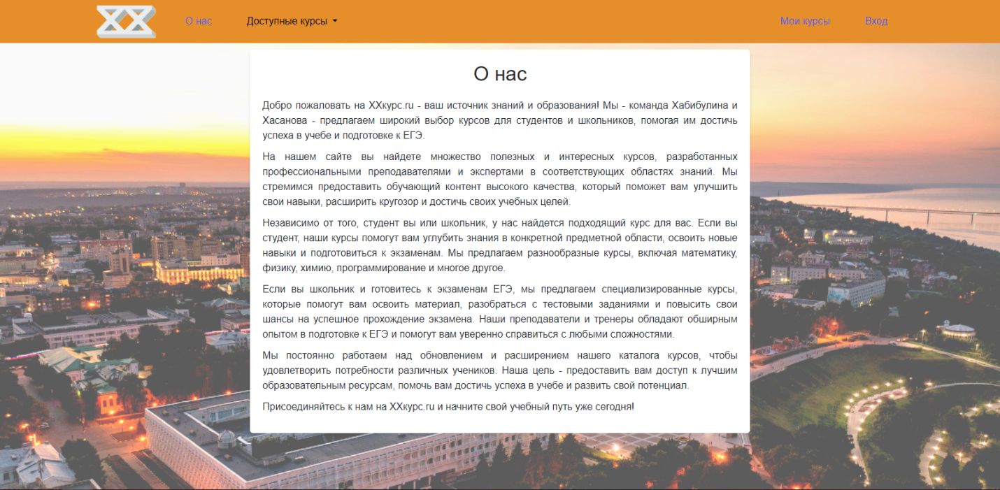 XX
О нас
Доступные курсы
Мои курсы
Вход
О нас
Добро пожаловать на XXкурс.ru - ваш источник знаний и образования! Мы - команда Хабибулина и
Хасанова - предлагаем широкий выбор курсов для студентов и школьников, помогая им достичь
успеха в учебе и подготовке к ЕГЭ.
На нашем сайте вы найдете множество полезных и интересных курсов, разработанных
профессиональными преподавателями и экспертами в соответствующих областях знаний. Мы
стремимся предоставить обучающий контент высокого качества, который поможет вам улучшить
свои навыки, расширить кругозор и достичь своих учебных целей.
Независимо от того, студент вы или школьник, у нас найдется подходящий курс для вас. Если вы
студент, наши курсы помогут вам углубить знания в конкретной предметной области, освоить новые
навыки и подготовиться к экзаменам. Мы предлагаем разнообразные курсы, включая математику,
физику, химию, программирование и многое другое.
Если вы школьник и готовитесь к экзаменам ЕГЭ, мы предлагаем специализированные курсы,
которые помогут вам освоить материал, разобраться с тестовыми заданиями и повысить свои
шансы на успешное прохождение экзамена. Наши преподаватели и тренеры обладают обширным
опытом в подготовке к ЕГЭ и помогут вам уверенно справиться с любыми сложностями.
Мы постоянно работаем над обновлением и расширением нашего каталога курсов, чтобы
удовлетворить потребности различных учеников. Наша цель - предоставить вам доступ к лучшим
образовательным ресурсам, помочь вам достичь успеха в учебе и развить свой потенциал.
Присоединяйтесь к нам на XXкурс.ru и начните свой учебный путь уже сегодня!